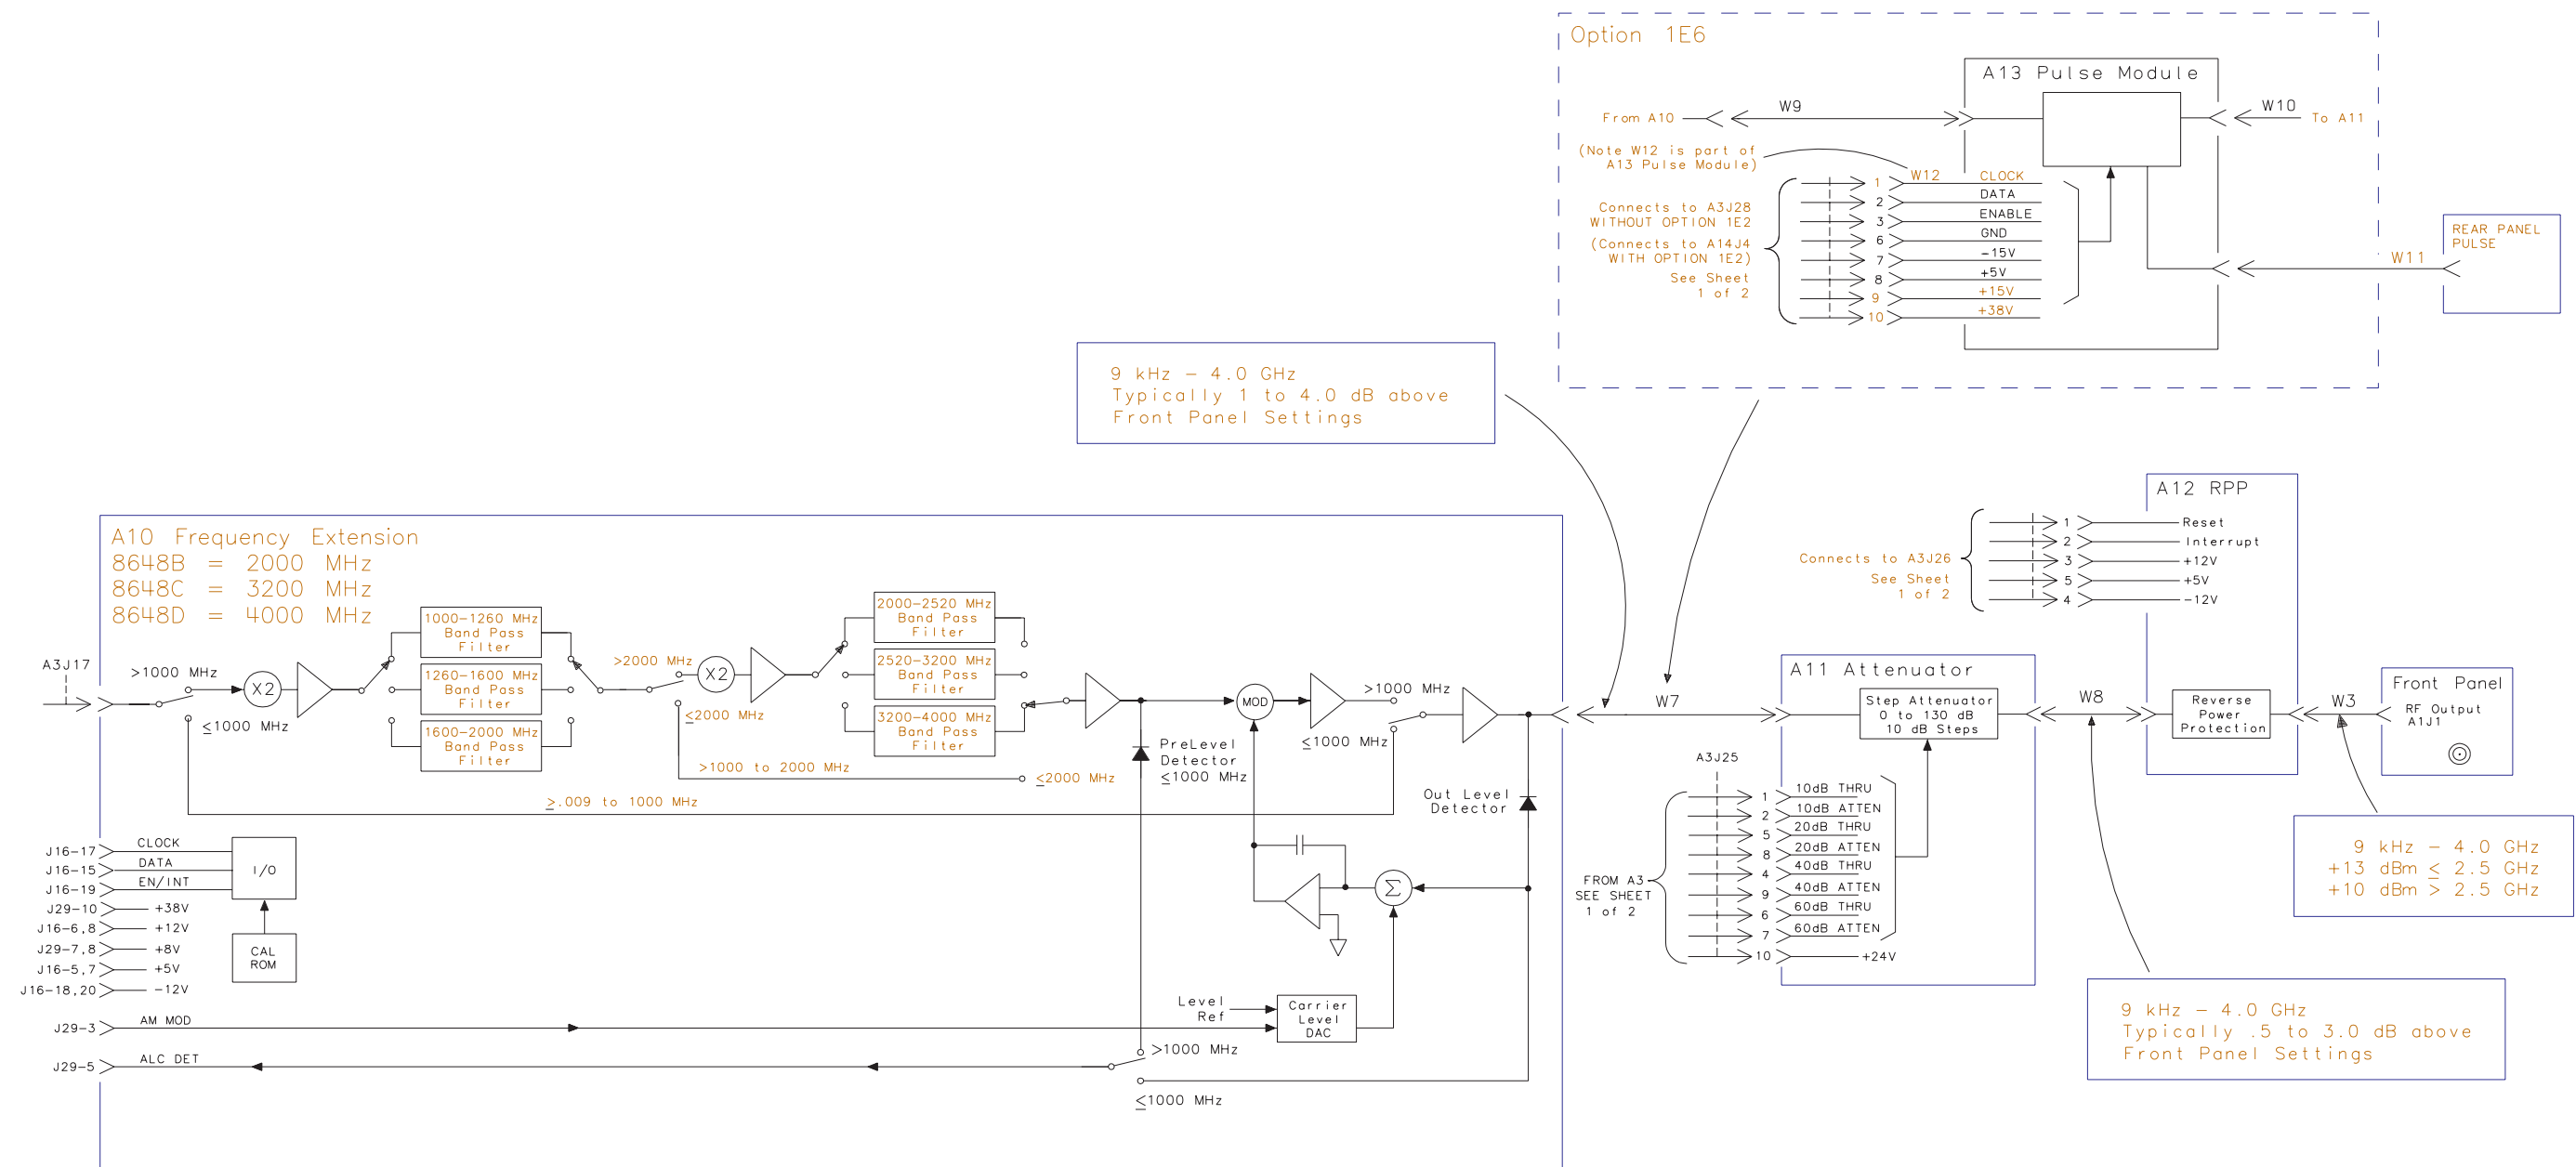 Option 1E6
A13 Pulse Module
From A10
W9
W10
To A11
(Note W12 is part of
A13 Pulse Module)
Connects to A3J28
WITHOUT OPTION 1E2
(Connects to A14J4
WITH OPTION 1E2)
See Sheet
1 of 2
1 W12 CLOCK
2 DATA
3 ENABLE
6 GND
7 -15V
8 +5V
9 +15V
10 +38V
W11
REAR PANEL
PULSE
9 kHz - 4.0 GHz
Typically 1 to 4.0 dB above
Front Panel Settings
A10 Frequency Extension
8648B = 2000 MHz
8648C = 3200 MHz
8648D = 4000 MHz
A3J17
>1000 MHz
≤1000 MHz
X2
1000-1260 MHz
Band Pass
Filter
1260-1600 MHz
Band Pass
Filter
1600-2000 MHz
Band Pass
Filter
>2000 MHz
≤2000 MHz
X2
2000-2520 MHz
Band Pass
Filter
2520-3200 MHz
Band Pass
Filter
3200-4000 MHz
Band Pass
Filter
>1000 to 2000 MHz
≤2000 MHz
≥.009 to 1000 MHz
PreLevel
Detector
≤1000 MHz
MOD
>1000 MHz
≤1000 MHz
Out Level
Detector
Σ
J16-17 CLOCK
J16-15 DATA
J16-19 EN/INT
I/O
J29-10 +38V
J16-6,8 +12V
J29-7,8 +8V
J16-5,7 +5V
J16-18,20 -12V
CAL
ROM
J29-3 AM MOD
Level
Ref
Carrier
Level
DAC
J29-5 ALC DET
>1000 MHz
≤1000 MHz
W7
A11 Attenuator
Step Attenuator
0 to 130 dB
10 dB Steps
A3J25
FROM A3
SEE SHEET
1 of 2
1 10dB THRU
2 10dB ATTEN
5 20dB THRU
8 20dB ATTEN
4 40dB THRU
9 40dB ATTEN
6 60dB THRU
7 60dB ATTEN
10 +24V
W8
A12 RPP
Connects to A3J26
See Sheet
1 of 2
1 Reset
2 Interrupt
3 +12V
5 +5V
4 -12V
Reverse
Power
Protection
W3
Front Panel
RF Output
A1J1
9 kHz - 4.0 GHz
+13 dBm ≤ 2.5 GHz
+10 dBm > 2.5 GHz
9 kHz - 4.0 GHz
Typically .5 to 3.0 dB above
Front Panel Settings